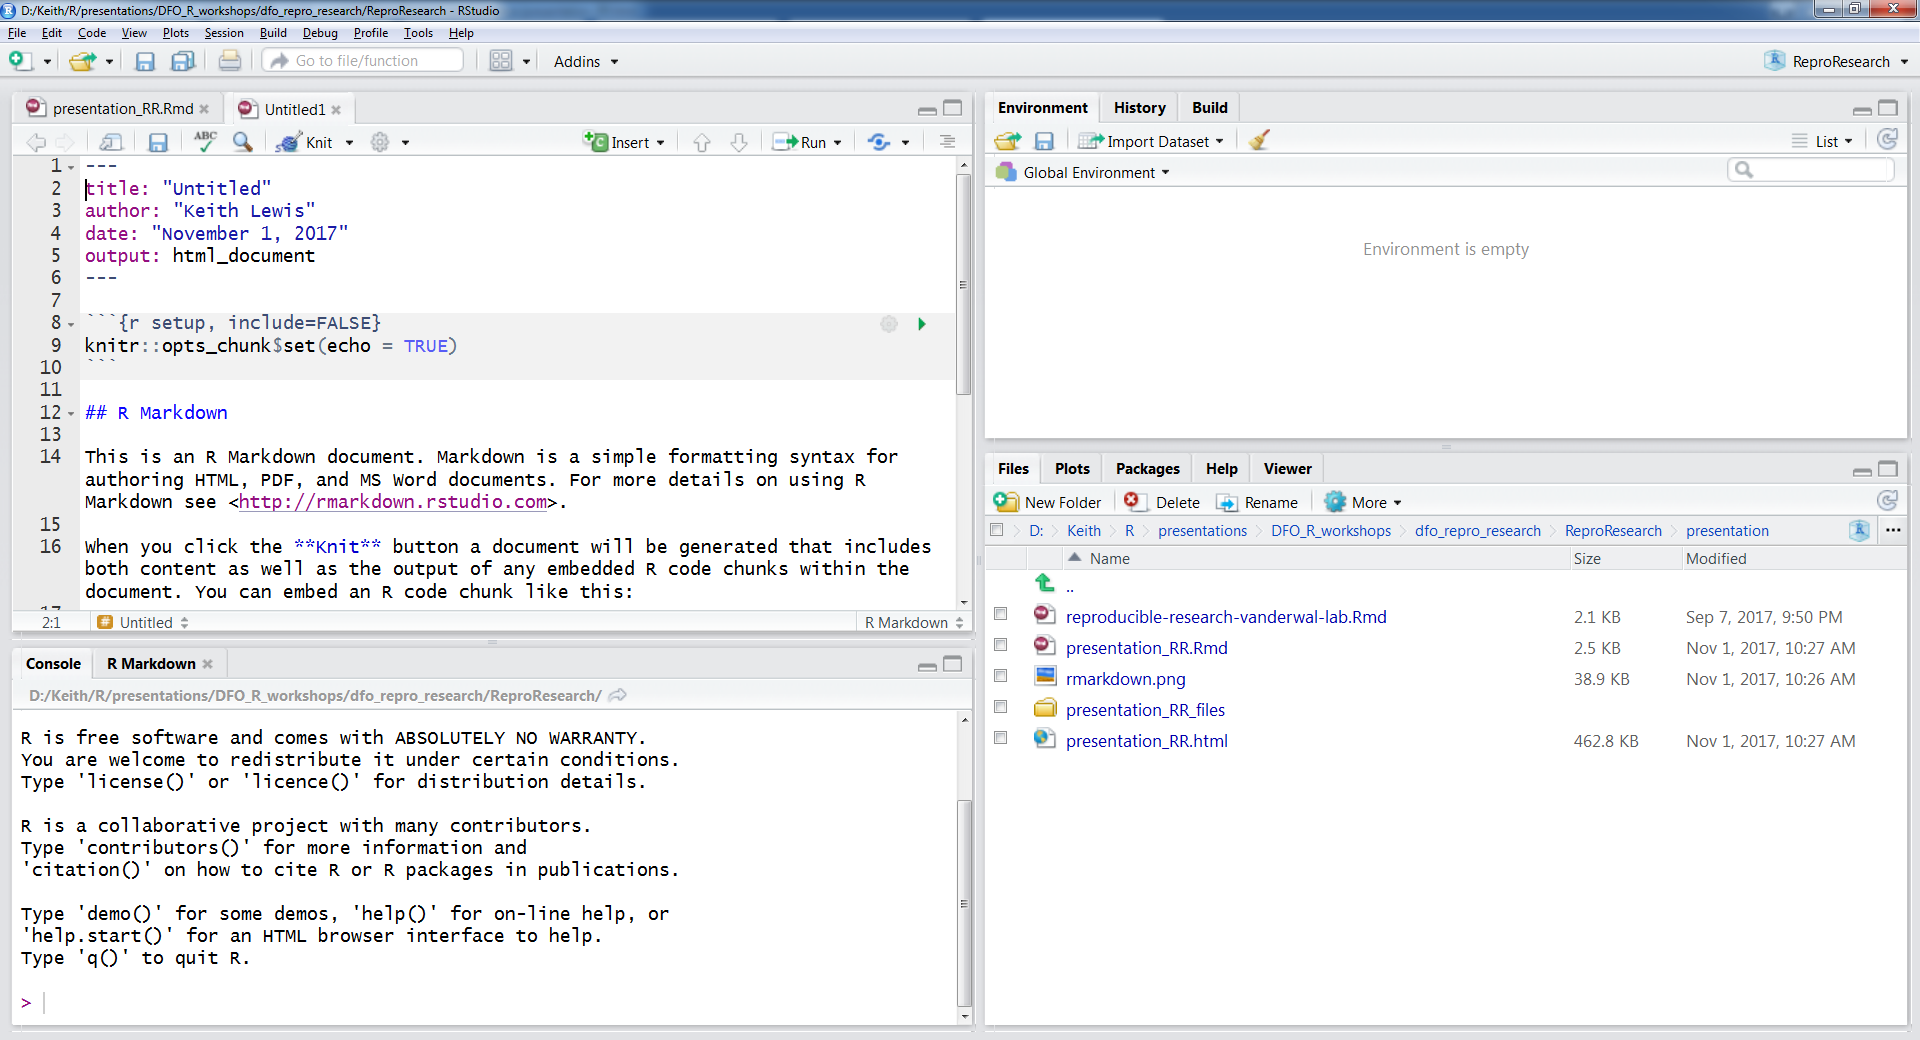 D:/Keith/R/presentations/DFO_R_workshops/dfo_repro_research/ReproResearch - RStudio
File Edit Code View Plots Session Build Debug Profile Tools Help
Go to file/function Addins ReproResearch
presentation_RR.Rmd Untitled1
ABC Knit Insert Run
1 ---
2 title: "Untitled"
3 author: "Keith Lewis"
4 date: "November 1, 2017"
5 output: html_document
6 ---
7
8 ```{r setup, include=FALSE}
9 knitr::opts_chunk$set(echo = TRUE)
10 ```
11
12 ## R Markdown
13
14 This is an R Markdown document. Markdown is a simple formatting syntax for
authoring HTML, PDF, and MS Word documents. For more details on using R
Markdown see <http://rmarkdown.rstudio.com>.
15
16 When you click the **Knit** button a document will be generated that includes
both content as well as the output of any embedded R code chunks within the
document. You can embed an R code chunk like this:
17
2:1 Untitled R Markdown
Console R Markdown
D:/Keith/R/presentations/DFO_R_workshops/dfo_repro_research/ReproResearch/
R is free software and comes with ABSOLUTELY NO WARRANTY.
You are welcome to redistribute it under certain conditions.
Type 'license()' or 'licence()' for distribution details.
R is a collaborative project with many contributors.
Type 'contributors()' for more information and
'citation()' on how to cite R or R packages in publications.
Type 'demo()' for some demos, 'help()' for on-line help, or
'help.start()' for an HTML browser interface to help.
Type 'q()' to quit R.
>
Environment History Build
Import Dataset List
Global Environment
Environment is empty
Files Plots Packages Help Viewer
New Folder Delete Rename More
D: Keith R presentations DFO_R_workshops dfo_repro_research ReproResearch presentation ...
Name Size Modified
..
reproducible-research-vanderwal-lab.Rmd 2.1 KB Sep 7, 2017, 9:50 PM
presentation_RR.Rmd 2.5 KB Nov 1, 2017, 10:27 AM
rmarkdown.png 38.9 KB Nov 1, 2017, 10:26 AM
presentation_RR_files
presentation_RR.html 462.8 KB Nov 1, 2017, 10:27 AM